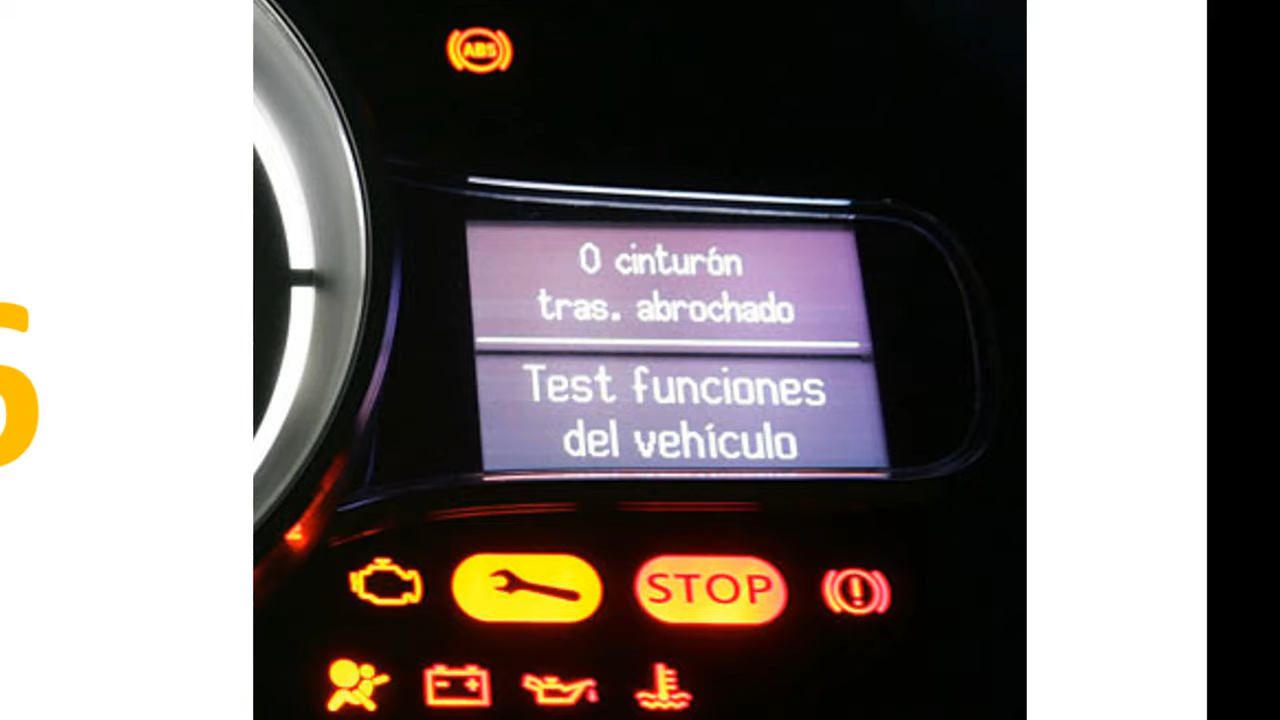 ABS
0 cinturón
tras. abrochado
Test funciones
del vehículo
STOP